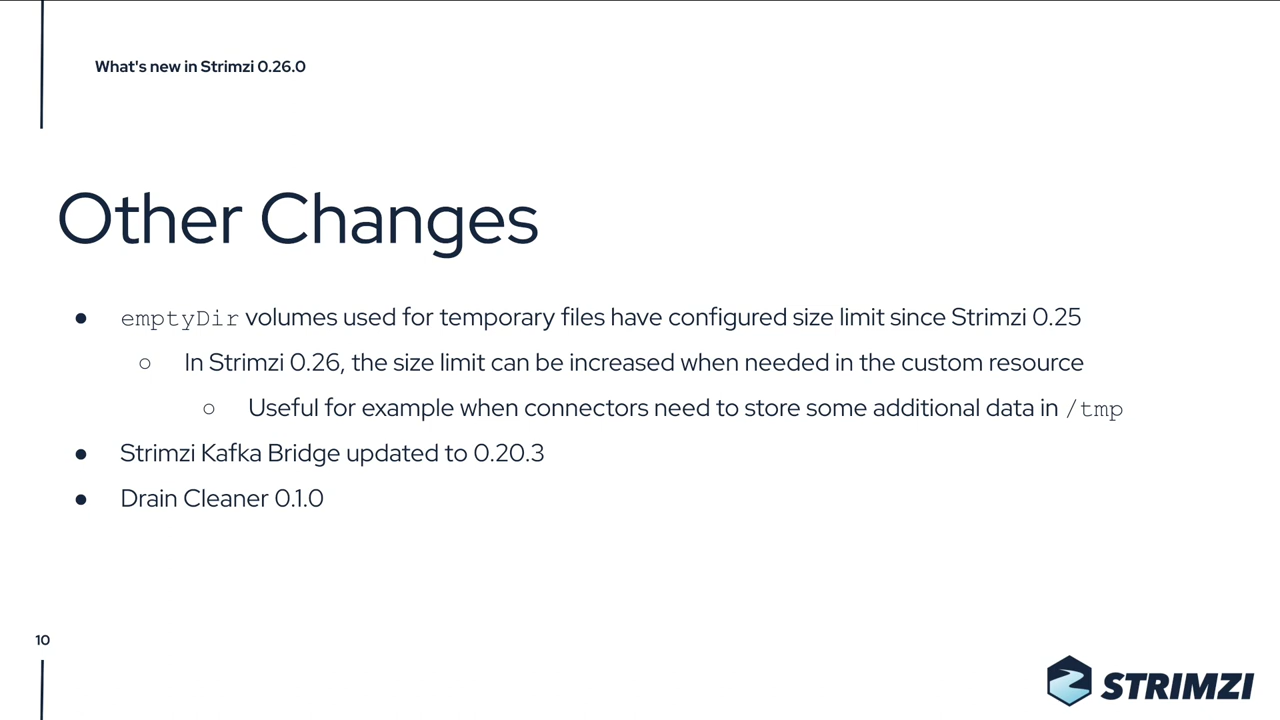 What's new in Strimzi 0.26.0
Other Changes
● emptyDir volumes used for temporary files have configured size limit since Strimzi 0.25
○ In Strimzi 0.26, the size limit can be increased when needed in the custom resource
○ Useful for example when connectors need to store some additional data in /tmp
● Strimzi Kafka Bridge updated to 0.20.3
● Drain Cleaner 0.1.0
10
STRIMZI